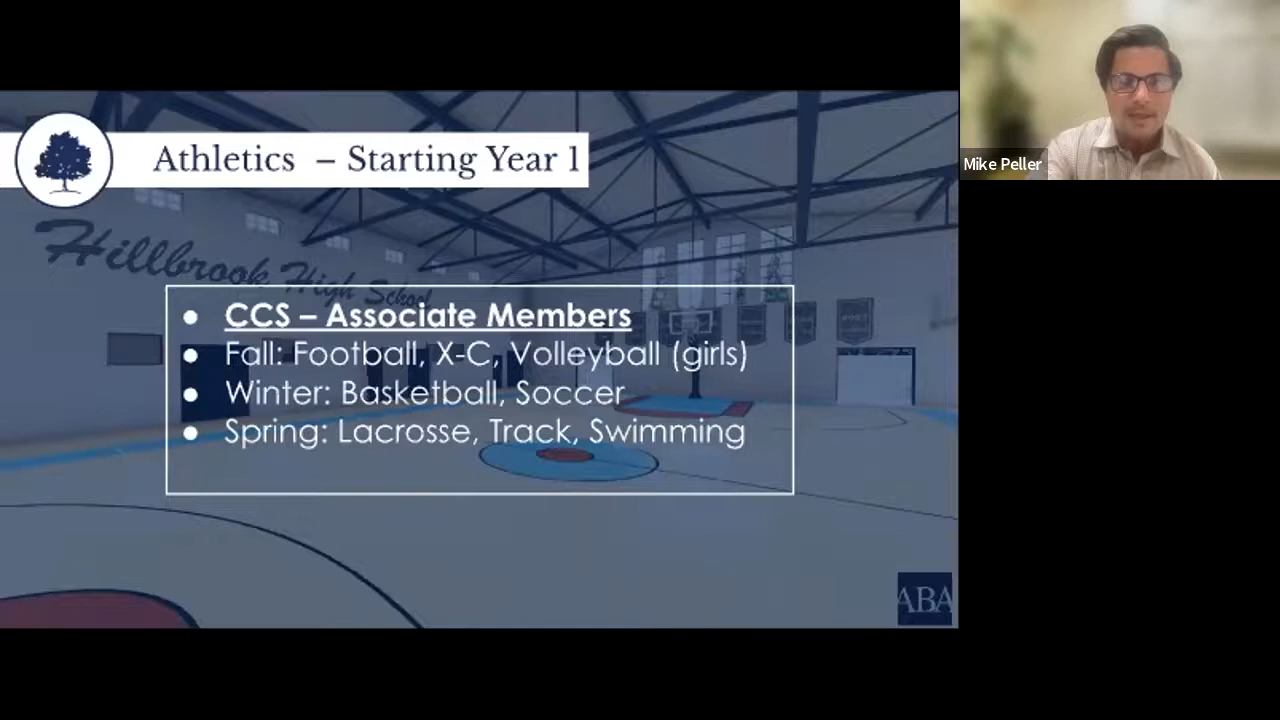 Mike Peller
Athletics – Starting Year 1
Hillbrook High School
● CCS – Associate Members
● Fall: Football, X-C, Volleyball (girls)
● Winter: Basketball, Soccer
● Spring: Lacrosse, Track, Swimming
ABA